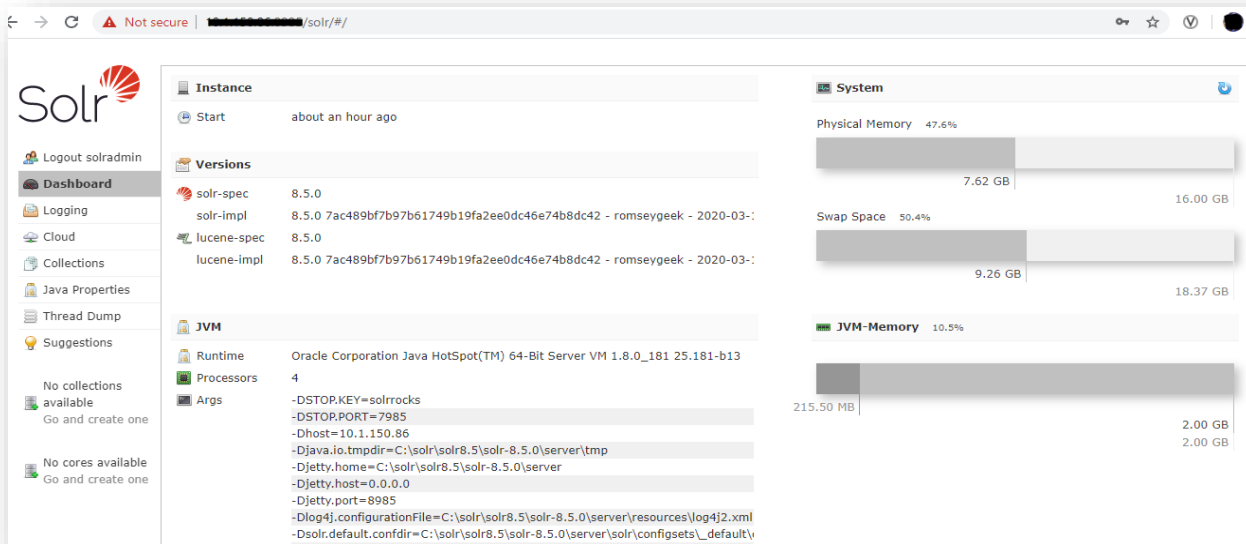 Not secure /solr/#/
Solr
Logout solradmin
Dashboard
Logging
Cloud
Collections
Java Properties
Thread Dump
Suggestions
No collections
available
Go and create one
No cores available
Go and create one
Instance
Start about an hour ago
Versions
solr-spec 8.5.0
solr-impl 8.5.0 7ac489bf7b97b61749b19fa2ee0dc46e74b8dc42 - romseygeek - 2020-03-
lucene-spec 8.5.0
lucene-impl 8.5.0 7ac489bf7b97b61749b19fa2ee0dc46e74b8dc42 - romseygeek - 2020-03-
JVM
Runtime Oracle Corporation Java HotSpot(TM) 64-Bit Server VM 1.8.0_181 25.181-b13
Processors 4
Args -DSTOP.KEY=solrrocks
-DSTOP.PORT=7985
-Dhost=10.1.150.86
-Djava.io.tmpdir=C:\solr\solr8.5\solr-8.5.0\server\tmp
-Djetty.home=C:\solr\solr8.5\solr-8.5.0\server
-Djetty.host=0.0.0.0
-Djetty.port=8985
-Dlog4j.configurationFile=C:\solr\solr8.5\solr-8.5.0\server\resources\log4j2.xml
-Dsolr.default.confdir=C:\solr\solr8.5\solr-8.5.0\server\solr\configsets\_default\
System
Physical Memory 47.6%
7.62 GB
16.00 GB
Swap Space 50.4%
9.26 GB
18.37 GB
JVM-Memory 10.5%
215.50 MB
2.00 GB
2.00 GB